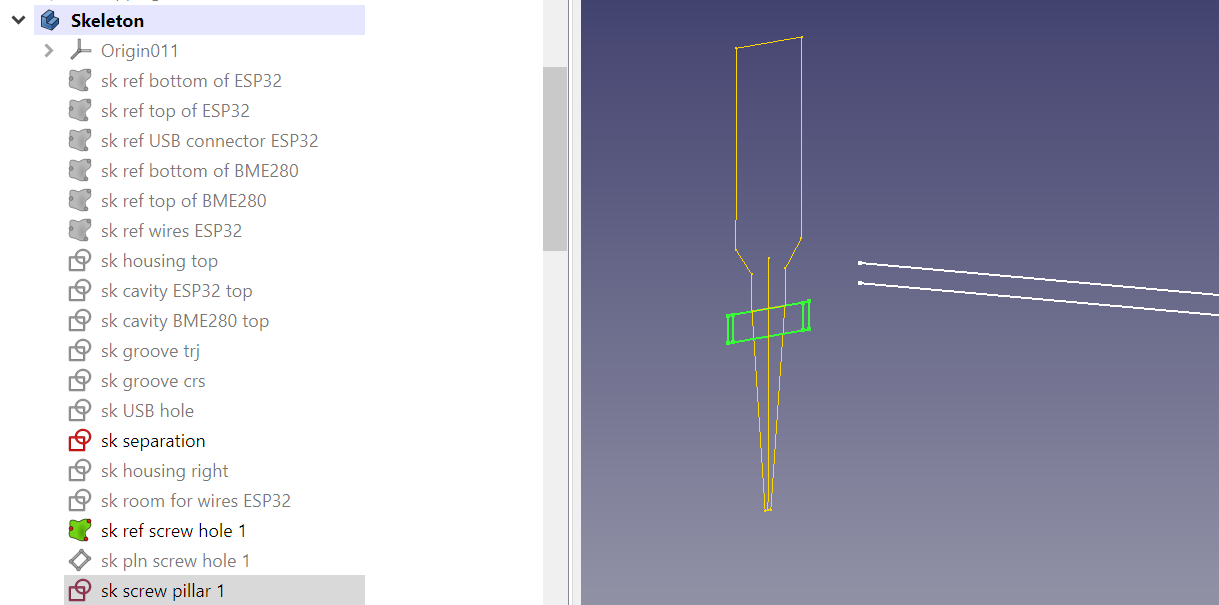 Skeleton
Origin011
sk ref bottom of ESP32
sk ref top of ESP32
sk ref USB connector ESP32
sk ref bottom of BME280
sk ref top of BME280
sk ref wires ESP32
sk housing top
sk cavity ESP32 top
sk cavity BME280 top
sk groove trj
sk groove crs
sk USB hole
sk separation
sk housing right
sk room for wires ESP32
sk ref screw hole 1
sk pln screw hole 1
sk screw pillar 1